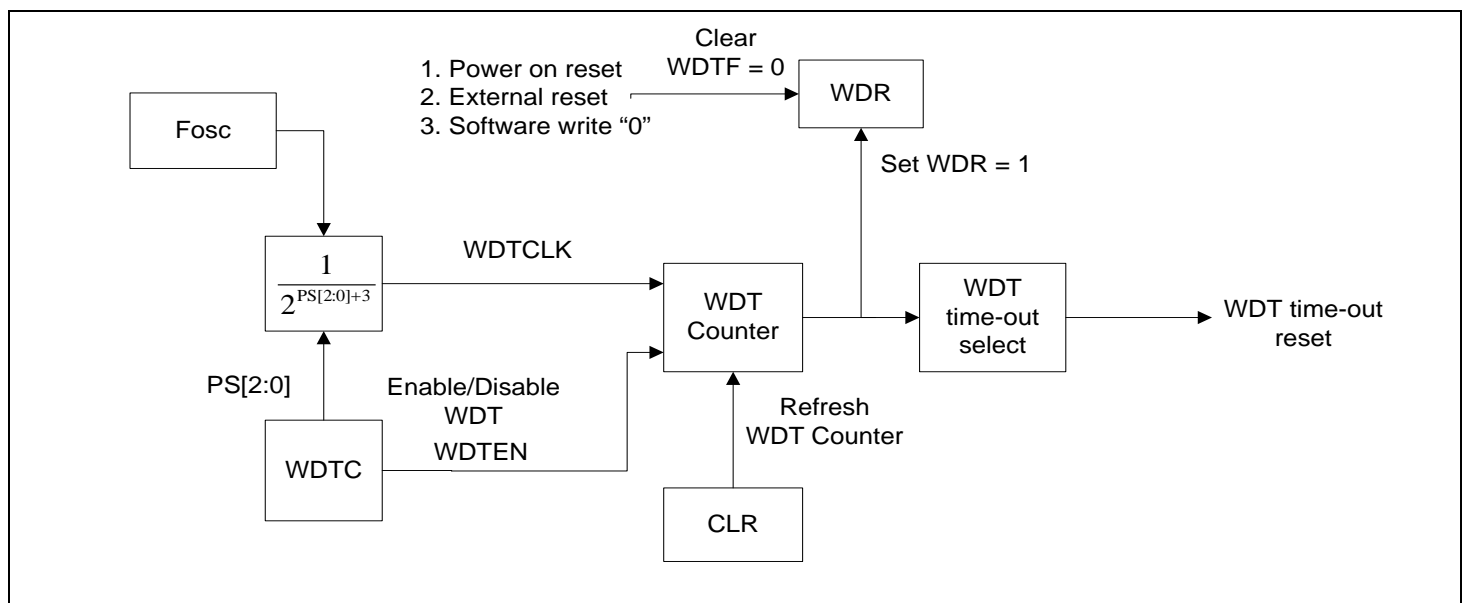 Clear
WDTF = 0
1. Power on reset
2. External reset
3. Software write “0”
WDR
Fosc
Set WDR = 1
1
2^PS[2:0]+3
WDTCLK
WDT
Counter
WDT
time-out
select
WDT time-out
reset
PS[2:0]
Enable/Disable
WDT
WDTEN
Refresh
WDT Counter
WDTC
CLR